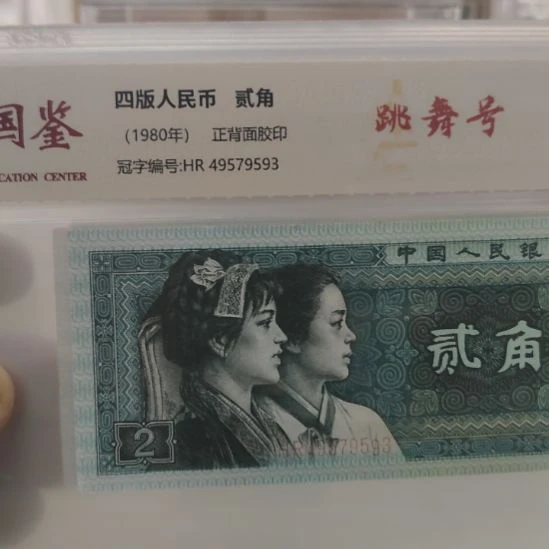 国鉴
CATION CENTER
四版人民币 贰角
（1980年） 正背面胶印
冠字编号:HR 49579593
跳舞号
中国人民银
贰角
2
HR 49579593